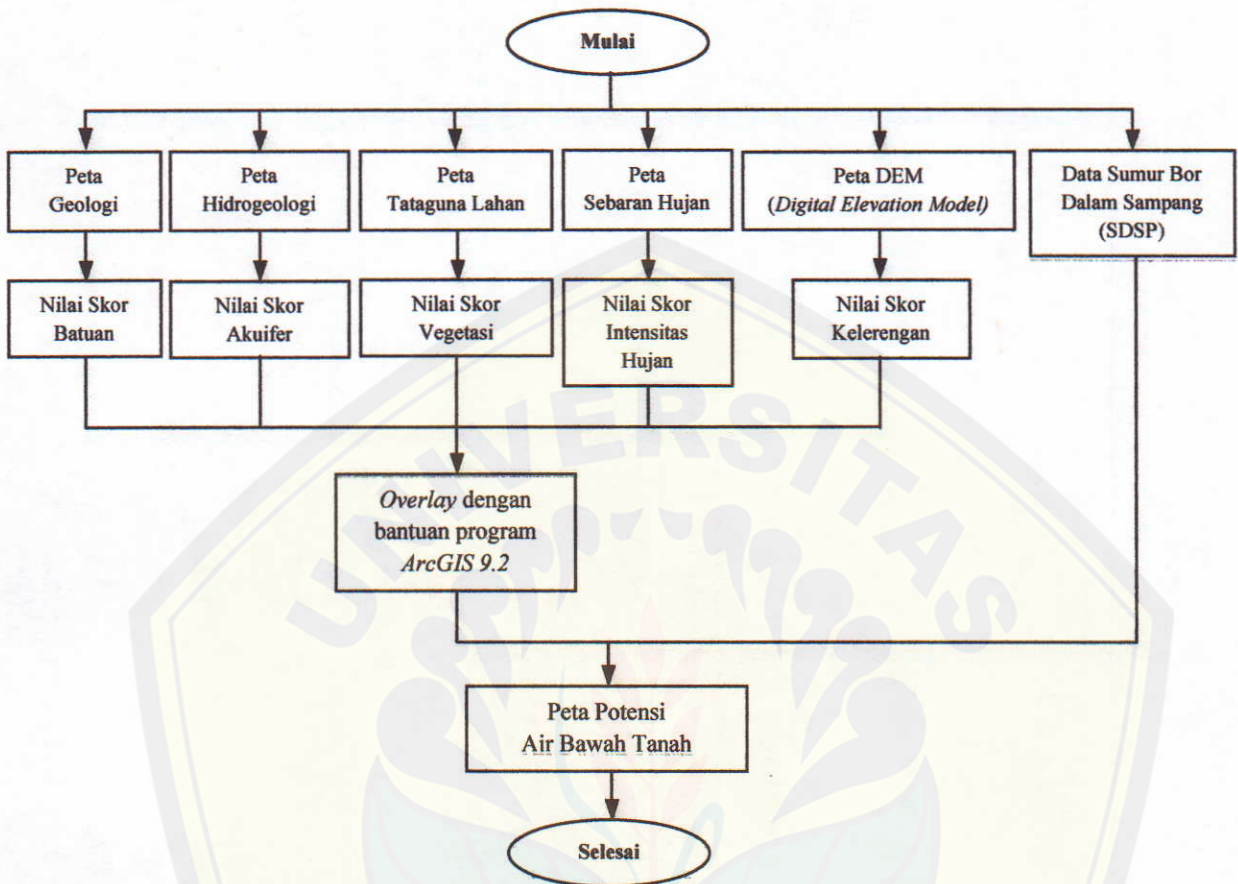 Mulai
Peta
Geologi
Peta
Hidrogeologi
Peta
Tataguna Lahan
Peta
Sebaran Hujan
Peta DEM
(Digital Elevation Model)
Data Sumur Bor
Dalam Sampang
(SDSP)
Nilai Skor
Batuan
Nilai Skor
Akuifer
Nilai Skor
Vegetasi
Nilai Skor
Intensitas
Hujan
Nilai Skor
Kelerengan
UNIVERSITAS
Overlay dengan
bantuan program
ArcGIS 9.2
Peta Potensi
Air Bawah Tanah
Selesai